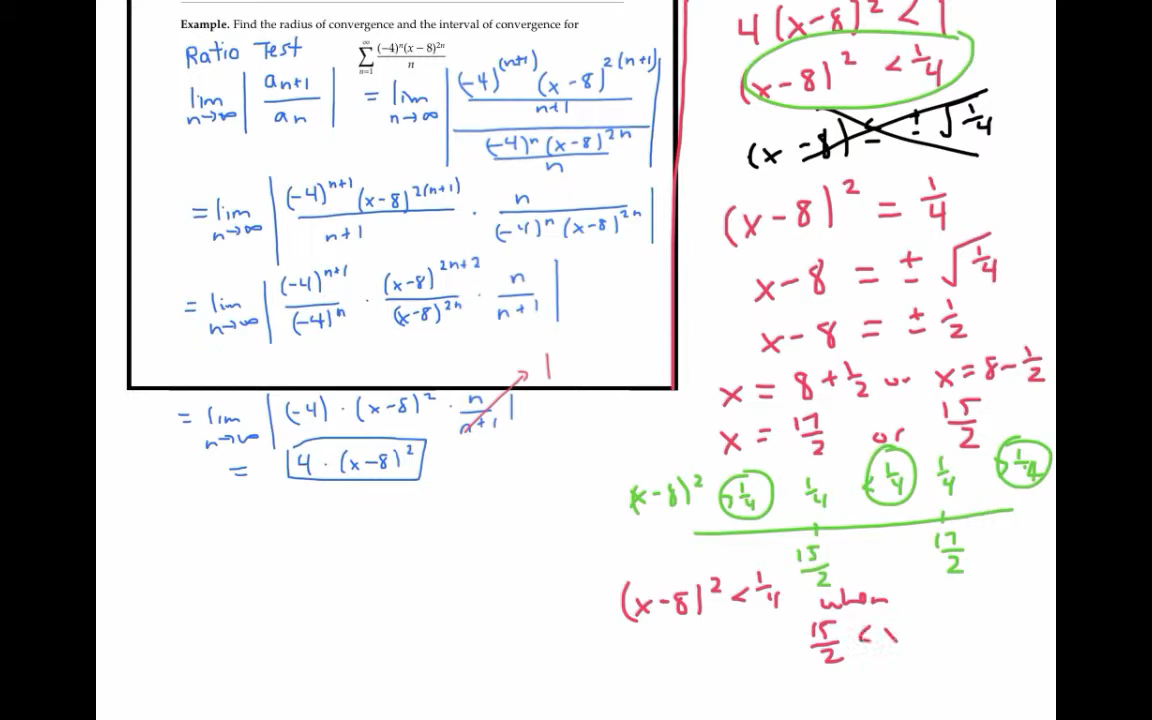 Example. Find the radius of convergence and the interval of convergence for
∞ ∑ n=1 (−4)ⁿ(x − 8)²ⁿ / n
Ratio Test
lim n→∞ | aₙ₊₁ / aₙ | = lim n→∞ | ((-4)^(n+1) (x-8)^2(n+1) / n+1) / ((-4)ⁿ (x-8)²ⁿ / n) |
= lim n→∞ | (-4)^n+1 (x-8)^2(n+1) / n+1 · n / (-4)ⁿ (x-8)²ⁿ |
= lim n→∞ | (-4)^n+1 / (-4)ⁿ · (x-8)^2n+2 / (x-8)^2n · n / n+1 |
= lim n→∞ | (-4) · (x-8)² · n / n+1 | 1
= 4 · (x-8)²
4 (x-8)² < 1
(x-8)² < 1/4
(x-8) = ± √1/4
(x-8)² = 1/4
x-8 = ± √1/4
x-8 = ± 1/2
x = 8 + 1/2 or x = 8 - 1/2
x = 17/2 or 15/2
(x-8)² > 1/4 1/4 < 1/4 1/4 > 1/4
15/2 17/2
(x-8)² < 1/4 when
15/2 <